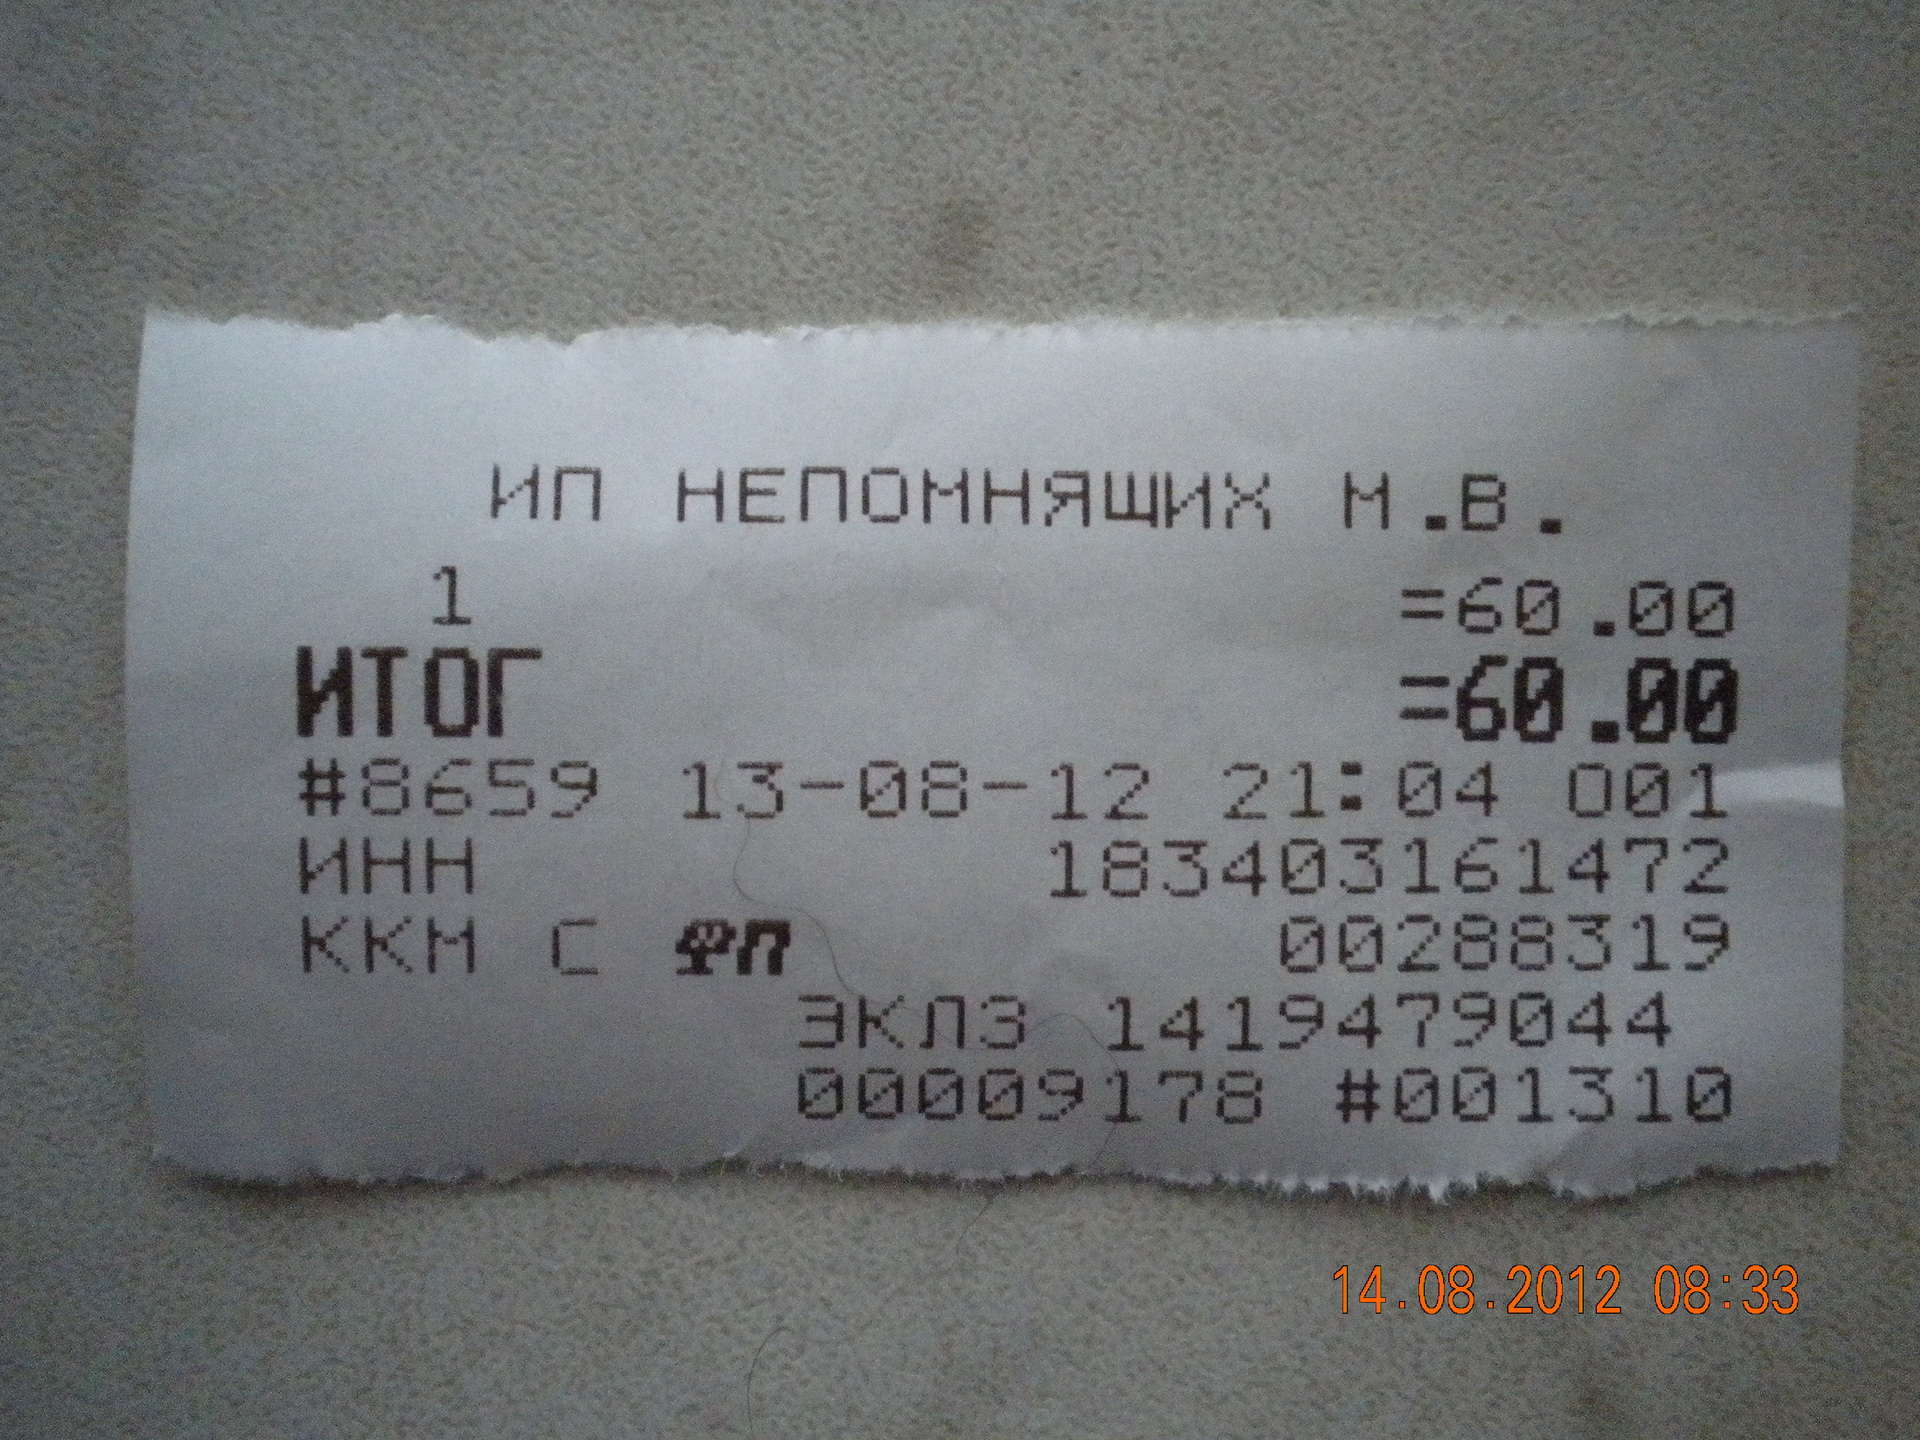 ИП НЕПОМНЯЩИХ М.В.
1 =60.00
ИТОГ =60.00
#8659 13-08-12 21:04 001
ИНН 183403161472
ККМ С ФП 00288319
ЭКЛЗ 1419479044
00009178 #001310
14.08.2012 08:33